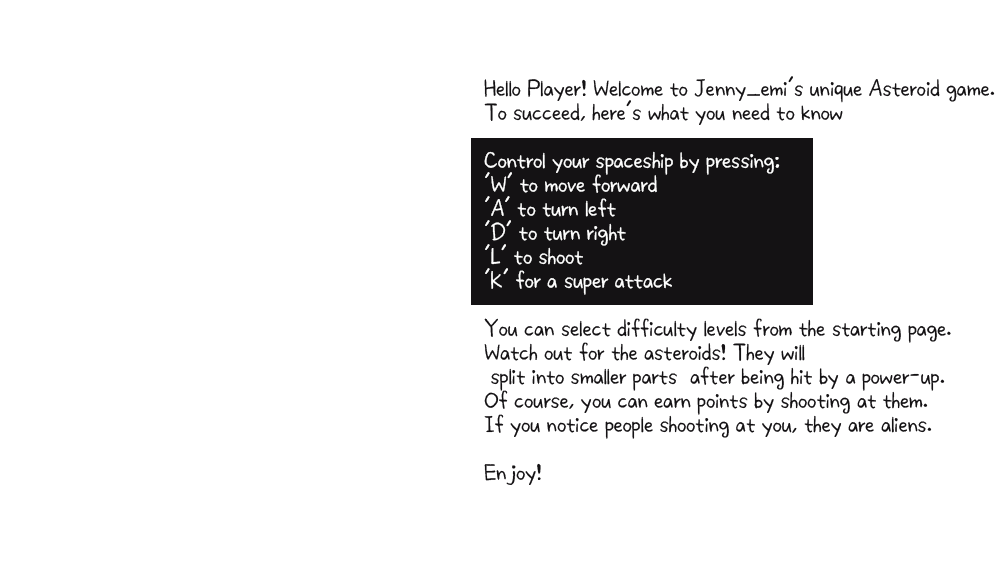 Hello Player! Welcome to Jenny_emi's unique Asteroid game.
To succeed, here's what you need to know
Control your spaceship by pressing:
'W' to move forward
'A' to turn left
'D' to turn right
'L' to shoot
'K' for a super attack
You can select difficulty levels from the starting page.
Watch out for the asteroids! They will
split into smaller parts  after being hit by a power-up.
Of course, you can earn points by shooting at them.
If you notice people shooting at you, they are aliens.
Enjoy!